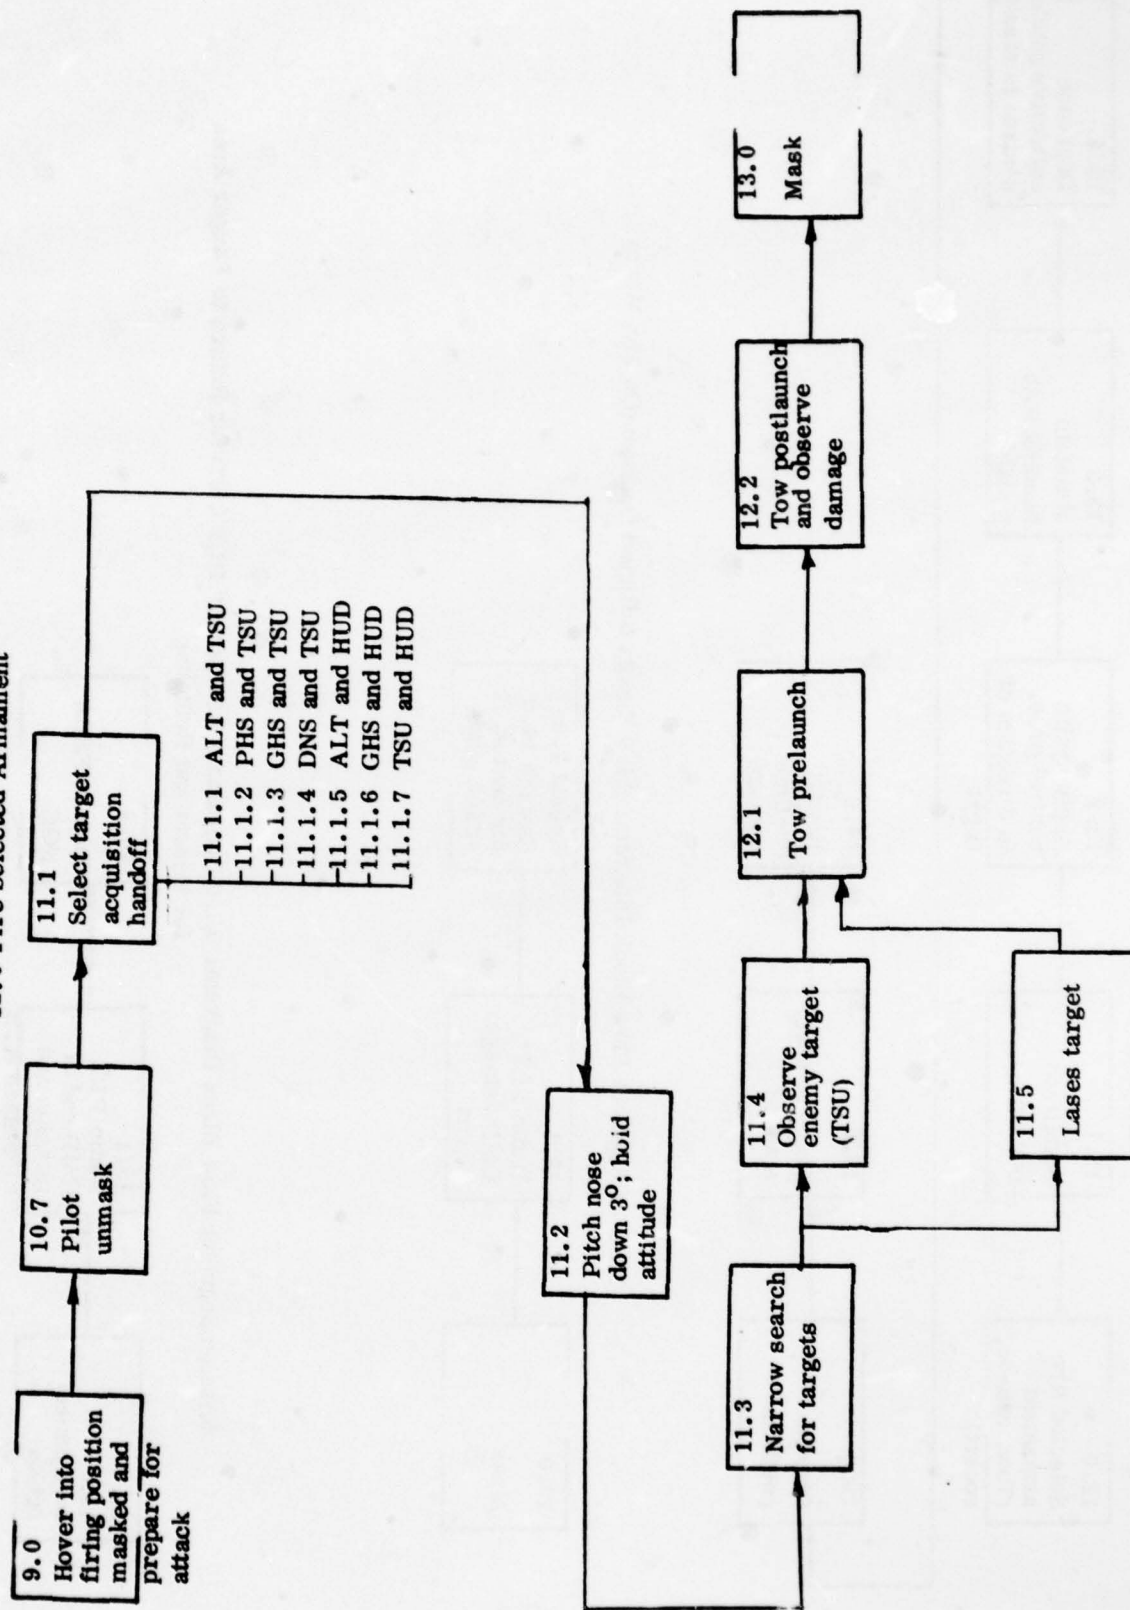 9.0
Hover into
firing position
masked and
prepare for
attack
10.7
Pilot
unmask
11.1
Select target
acquisition
handoff
11.1.1 ALT and TSU
11.1.2 PHS and TSU
11.1.3 GHS and TSU
11.1.4 DNS and TSU
11.1.5 ALT and HUD
11.1.6 GHS and HUD
11.1.7 TSU and HUD
11.2
Pitch nose
down 3°; hold
attitude
11.3
Narrow search
for targets
11.4
Observe
enemy target
(TSU)
11.5
Lases target
12.1
Tow prelaunch
12.2
Tow postlaunch
and observe
damage
13.0
Mask